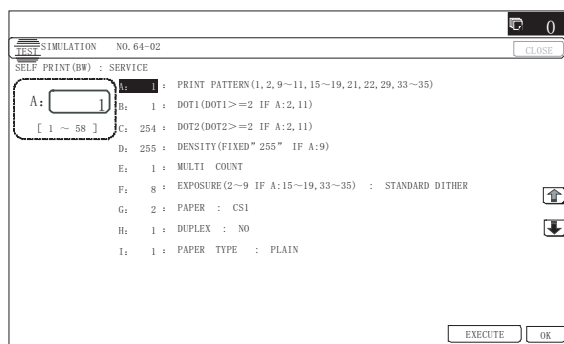 0
TEST SIMULATION NO. 64-02 CLOSE
SELF PRINT(BW) : SERVICE
A: 1
[ 1 ～ 58 ]
A: 1 : PRINT PATTERN(1, 2, 9～11, 15～19, 21, 22, 29, 33～35)
B: 1 : DOT1(DOT1＞＝2 IF A:2, 11)
C: 254 : DOT2(DOT2＞＝2 IF A:2, 11)
D: 255 : DENSITY(FIXED”255” IF A:9)
E: 1 : MULTI COUNT
F: 8 : EXPOSURE(2～9 IF A:15～19, 33～35) : STANDARD DITHER
G: 2 : PAPER : CS1
H: 1 : DUPLEX : NO
I: 1 : PAPER TYPE : PLAIN
EXECUTE OK